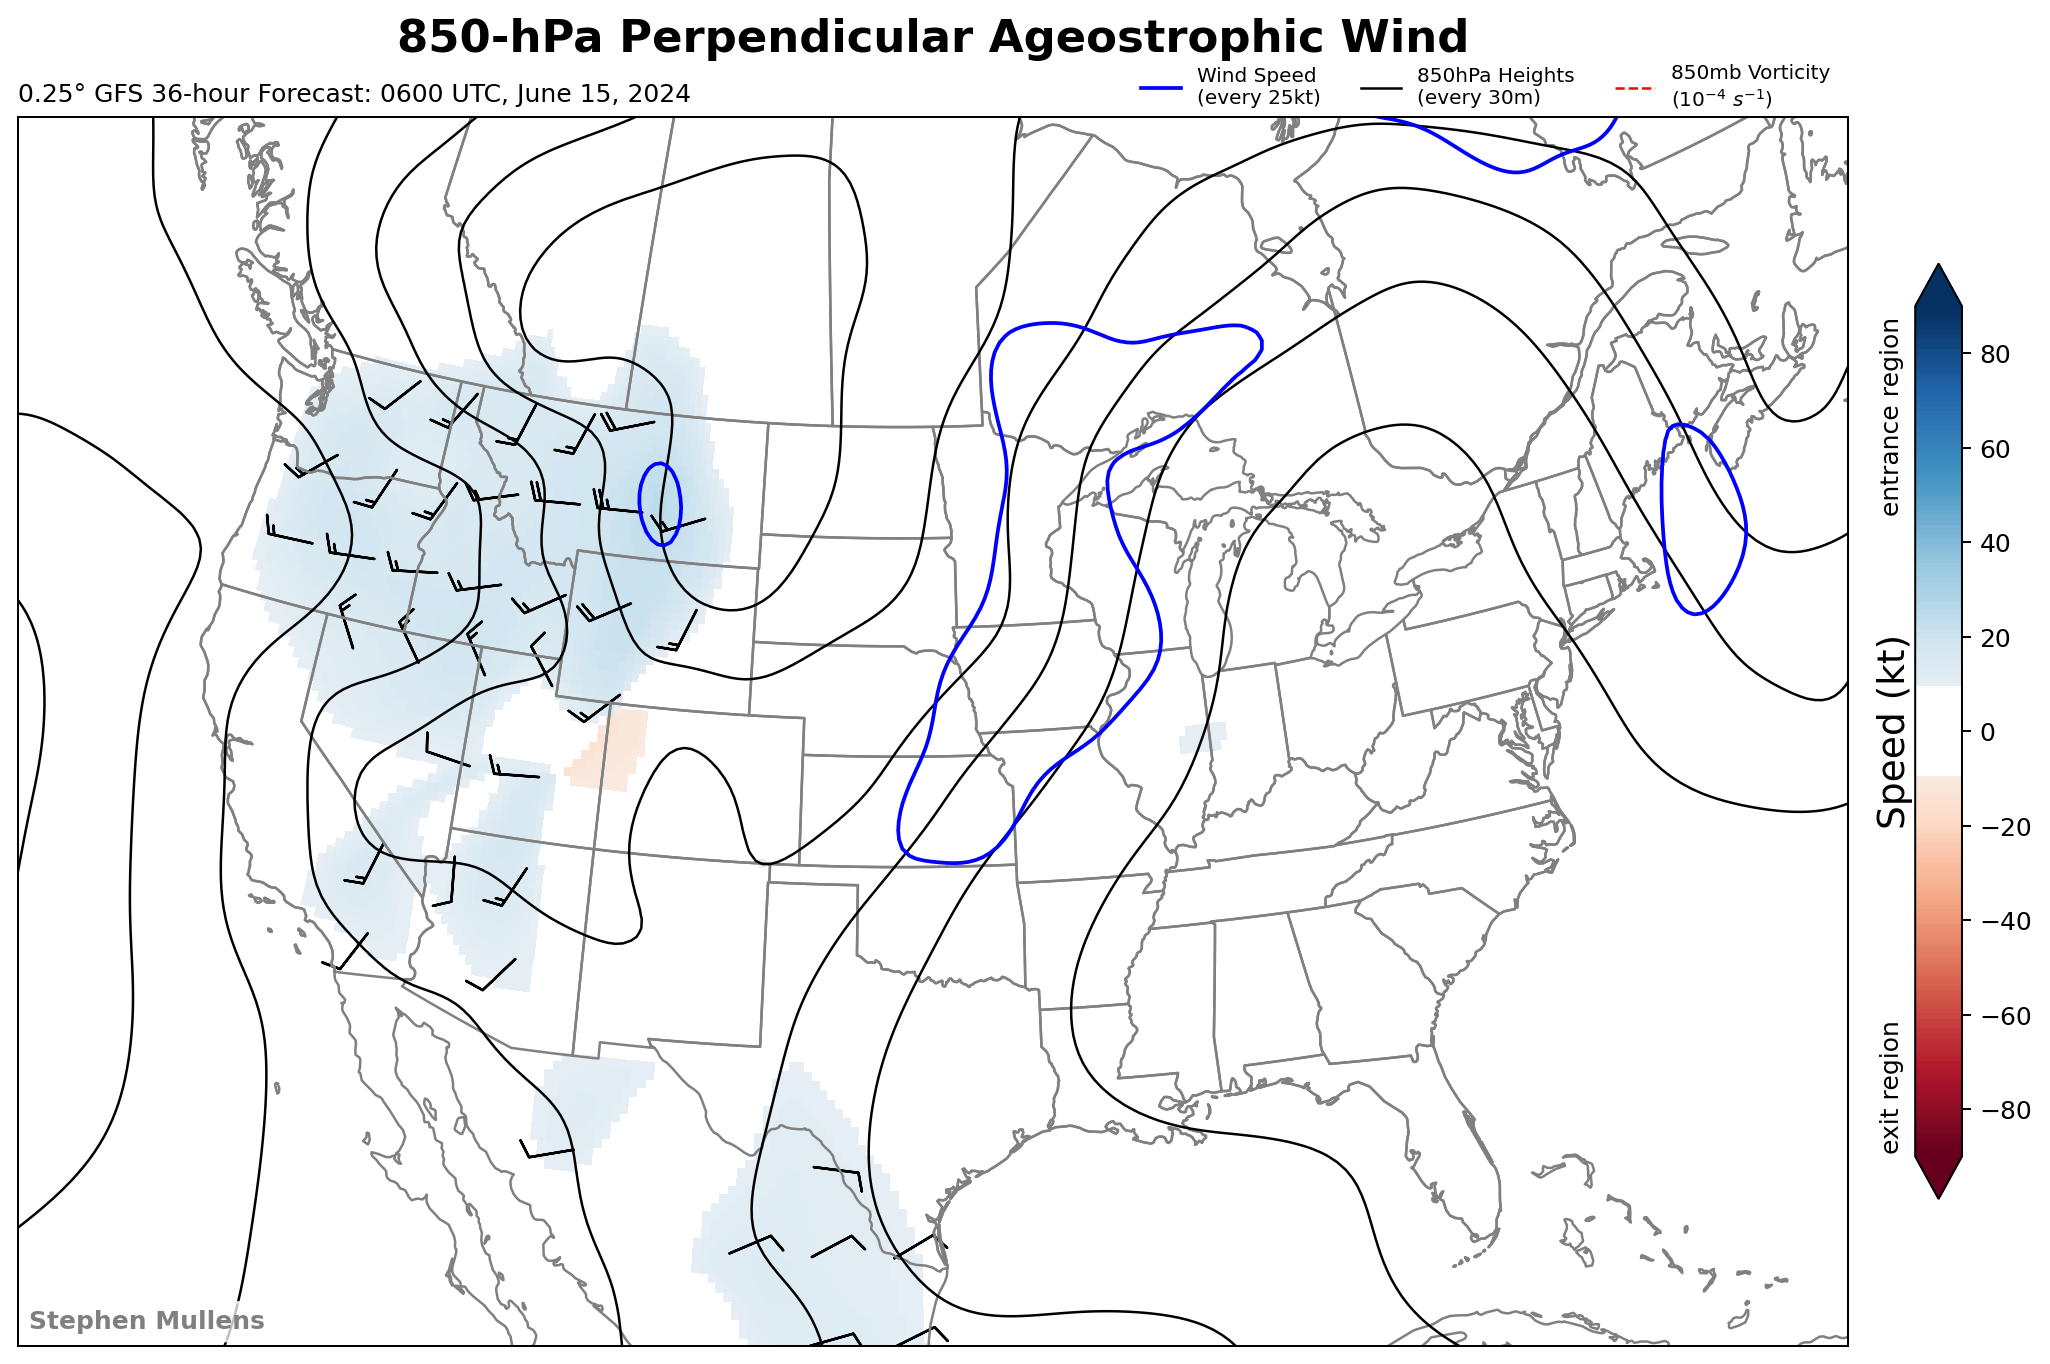 850-hPa Perpendicular Ageostrophic Wind
0.25° GFS 36-hour Forecast: 0600 UTC, June 15, 2024
Wind Speed
(every 25kt)
850hPa Heights
(every 30m)
850mb Vorticity
(10⁻⁴ s⁻¹)
entrance region
Speed (kt)
exit region
80
60
40
20
0
−20
−40
−60
−80
Stephen Mullens